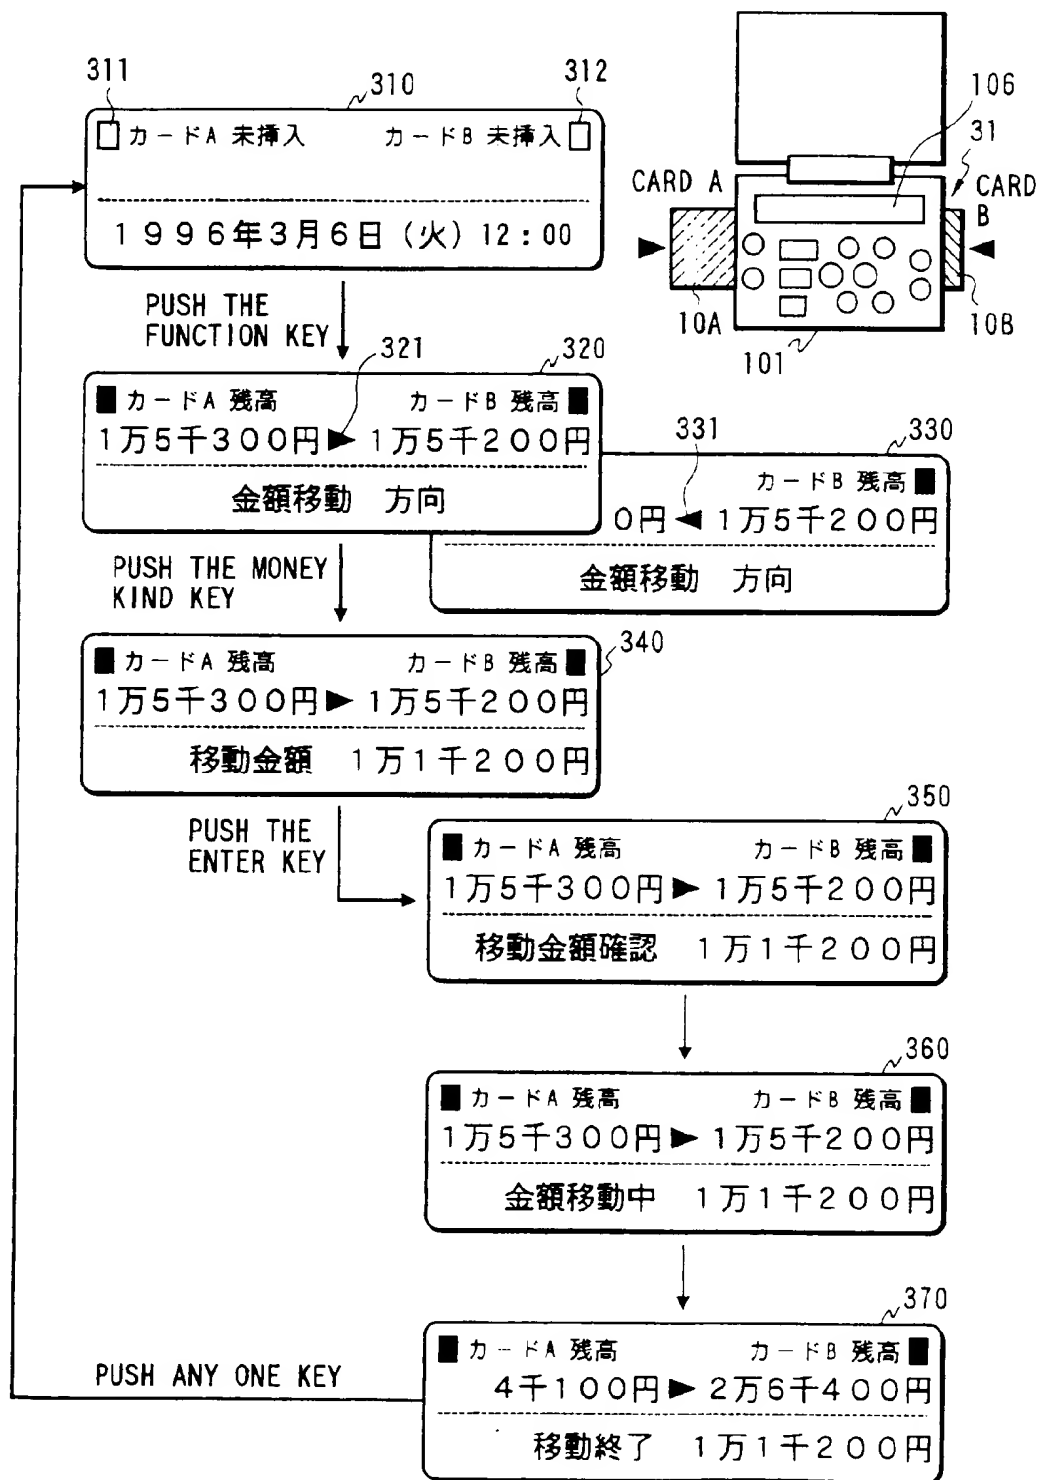 311
310
312
カードA 未挿入 カードB 未挿入
1996年3月6日(火)12:00
106
31
CARD A
CARD B
10A
10B
101
PUSH THE
FUNCTION KEY
321
320
カードA 残高 カードB 残高
1万5千300円▶1万5千200円
金額移動 方向
331
330
カードB 残高
0円◀1万5千200円
金額移動 方向
PUSH THE MONEY
KIND KEY
340
カードA 残高 カードB 残高
1万5千300円▶1万5千200円
移動金額 1万1千200円
PUSH THE
ENTER KEY
350
カードA 残高 カードB 残高
1万5千300円▶1万5千200円
移動金額確認 1万1千200円
360
カードA 残高 カードB 残高
1万5千300円▶1万5千200円
金額移動中 1万1千200円
370
カードA 残高 カードB 残高
4千100円▶2万6千400円
移動終了 1万1千200円
PUSH ANY ONE KEY